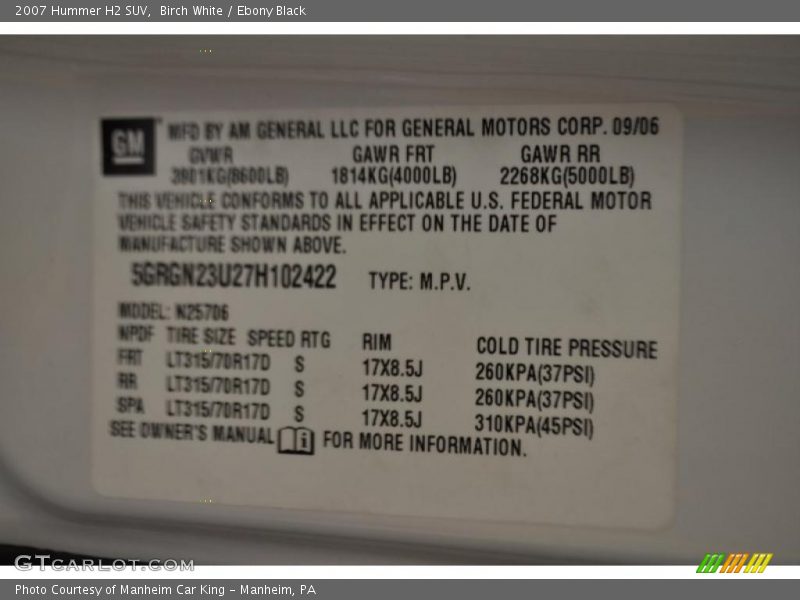 2007 Hummer H2 SUV,  Birch White / Ebony Black
GM
MFD BY AM GENERAL LLC FOR GENERAL MOTORS CORP. 09/06
GVWR GAWR FRT GAWR RR
3901KG(8600LB) 1814KG(4000LB) 2268KG(5000LB)
THIS VEHICLE CONFORMS TO ALL APPLICABLE U.S. FEDERAL MOTOR
VEHICLE SAFETY STANDARDS IN EFFECT ON THE DATE OF
MANUFACTURE SHOWN ABOVE.
5GRGN23U27H102422 TYPE: M.P.V.
MODEL: N25706
NPDF TIRE SIZE SPEED RTG RIM COLD TIRE PRESSURE
FRT LT315/70R17D S 17X8.5J 260KPA(37PSI)
RR LT315/70R17D S 17X8.5J 260KPA(37PSI)
SPA LT315/70R17D S 17X8.5J 310KPA(45PSI)
SEE OWNER'S MANUAL i FOR MORE INFORMATION.
GTCARLOT.COM
Photo Courtesy of Manheim Car King - Manheim, PA